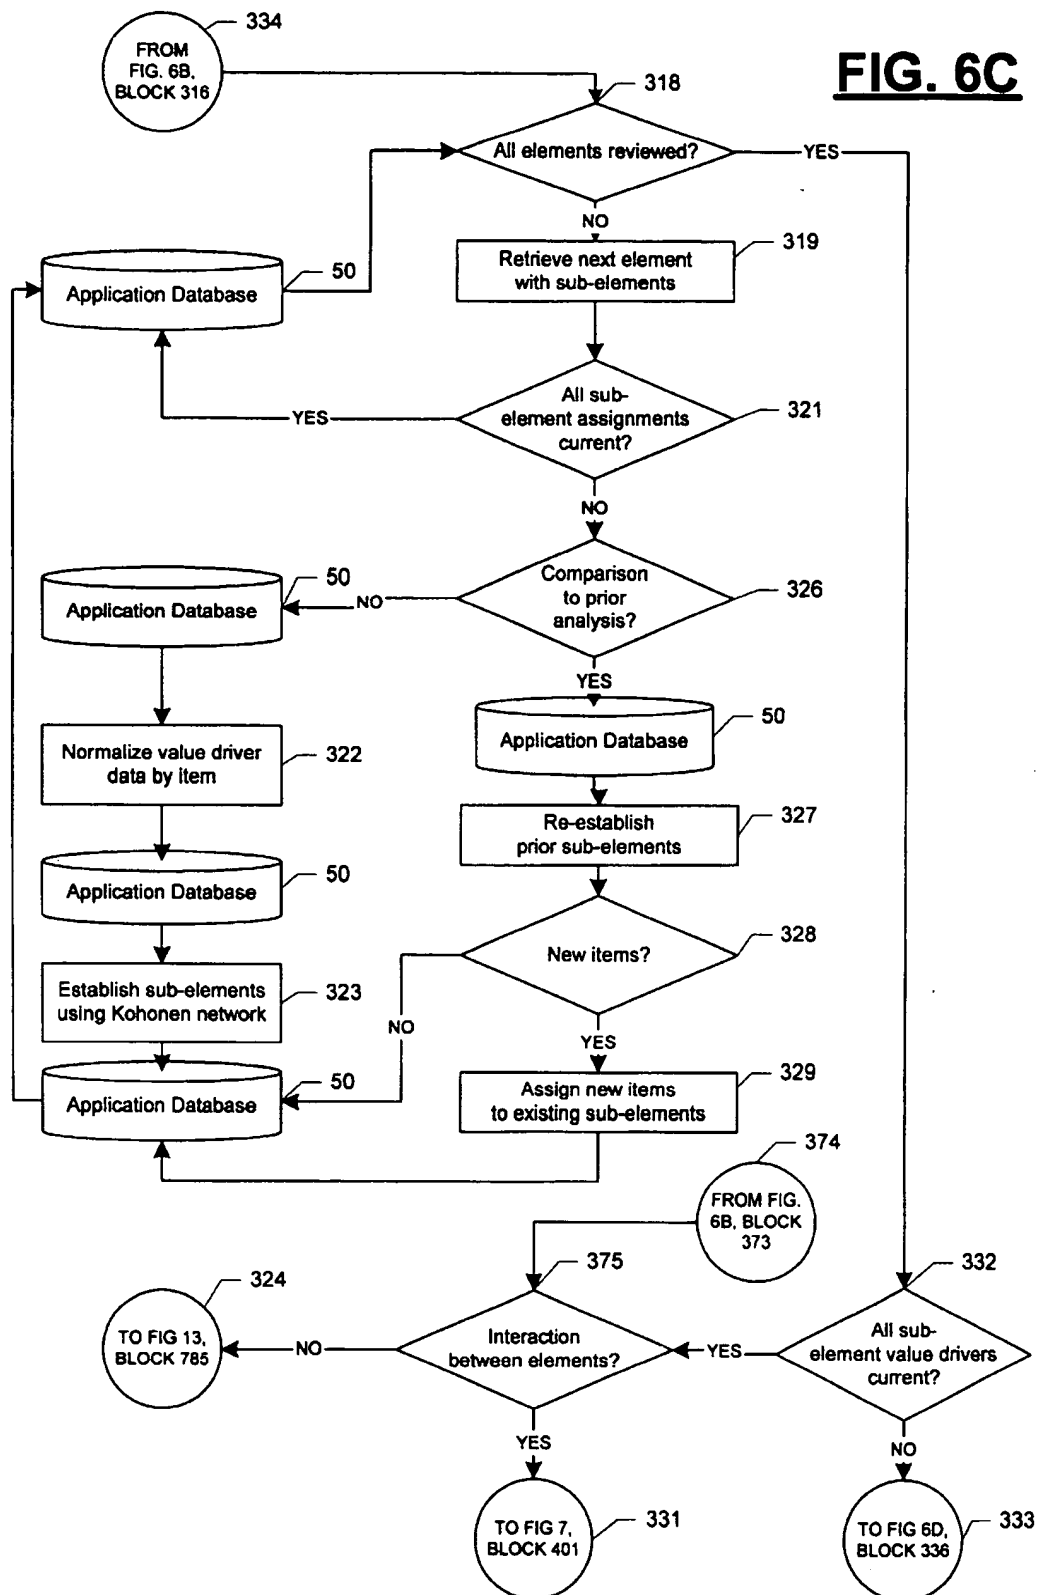 334
FROM
FIG. 6B,
BLOCK 316
FIG. 6C
318
All elements reviewed?
YES
NO
319
Retrieve next element
with sub-elements
50
Application Database
321
All sub-
element assignments
current?
YES
NO
50
Application Database
NO
Comparison
to prior
analysis?
326
YES
50
Application Database
Normalize value driver
data by item
322
Re-establish
prior sub-elements
327
50
Application Database
328
New items?
Establish sub-elements
using Kohonen network
323
NO
YES
50
Application Database
329
Assign new items
to existing sub-elements
374
FROM FIG.
6B, BLOCK
373
324
375
332
TO FIG 13,
BLOCK 785
NO
Interaction
between elements?
YES
All sub-
element value drivers
current?
YES
NO
TO FIG 7,
BLOCK 401
331
TO FIG 6D,
BLOCK 336
333